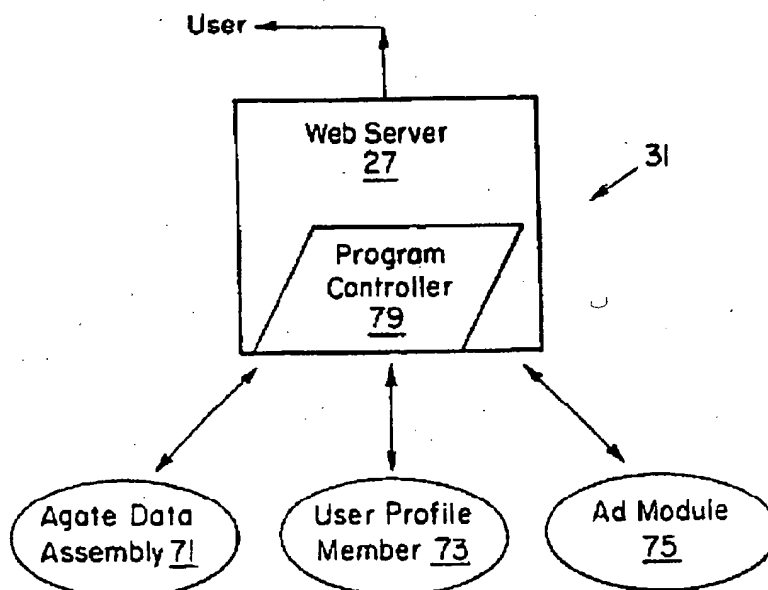 User
Web Server
27
31
Program
Controller
79
Agate Data
Assembly 71
User Profile
Member 73
Ad Module
75